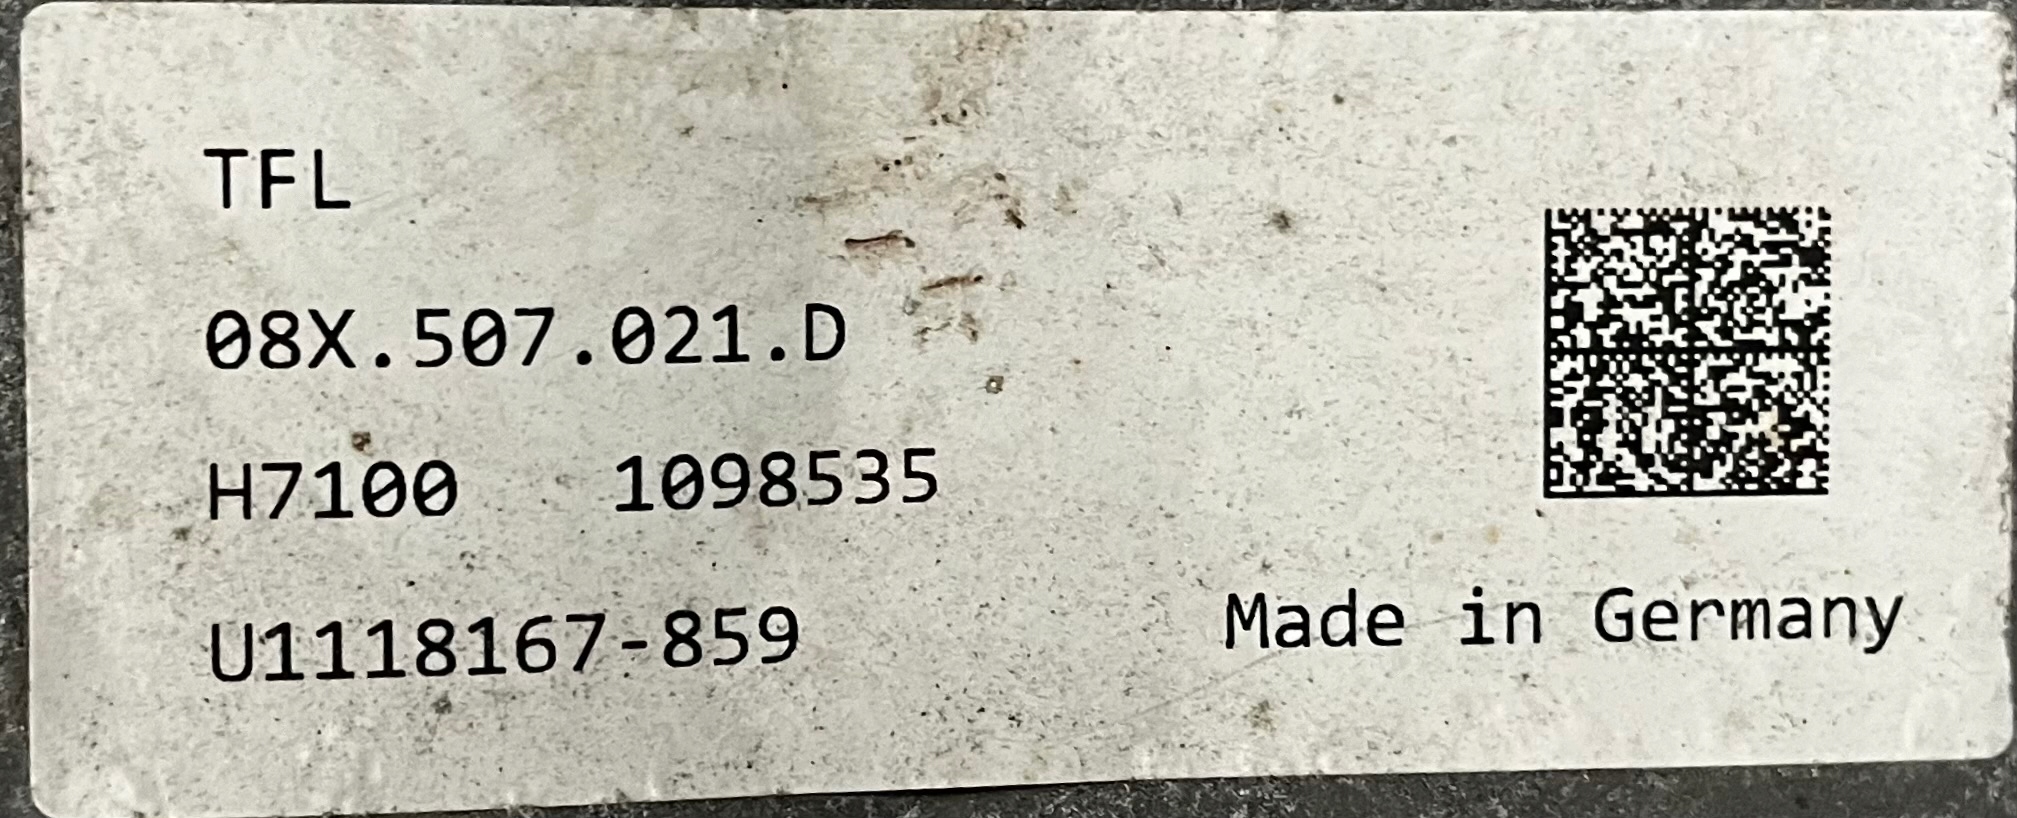 TFL
08X.507.021.D
H7100 1098535
U1118167-859
Made in Germany